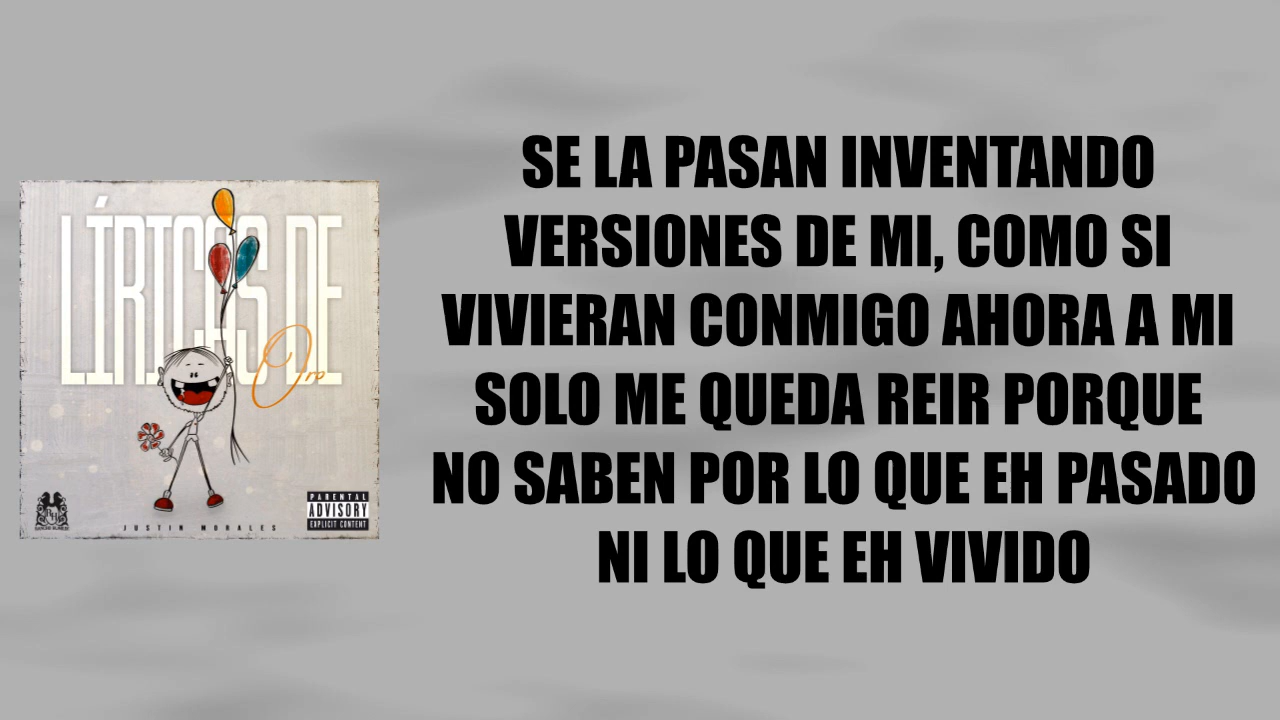 LÍRICAS DE
Oro
JUSTIN MORALES
PARENTAL
ADVISORY
EXPLICIT CONTENT
SE LA PASAN INVENTANDO
VERSIONES DE MI, COMO SI
VIVIERAN CONMIGO AHORA A MI
SOLO ME QUEDA REIR PORQUE
NO SABEN POR LO QUE EH PASADO
NI LO QUE EH VIVIDO